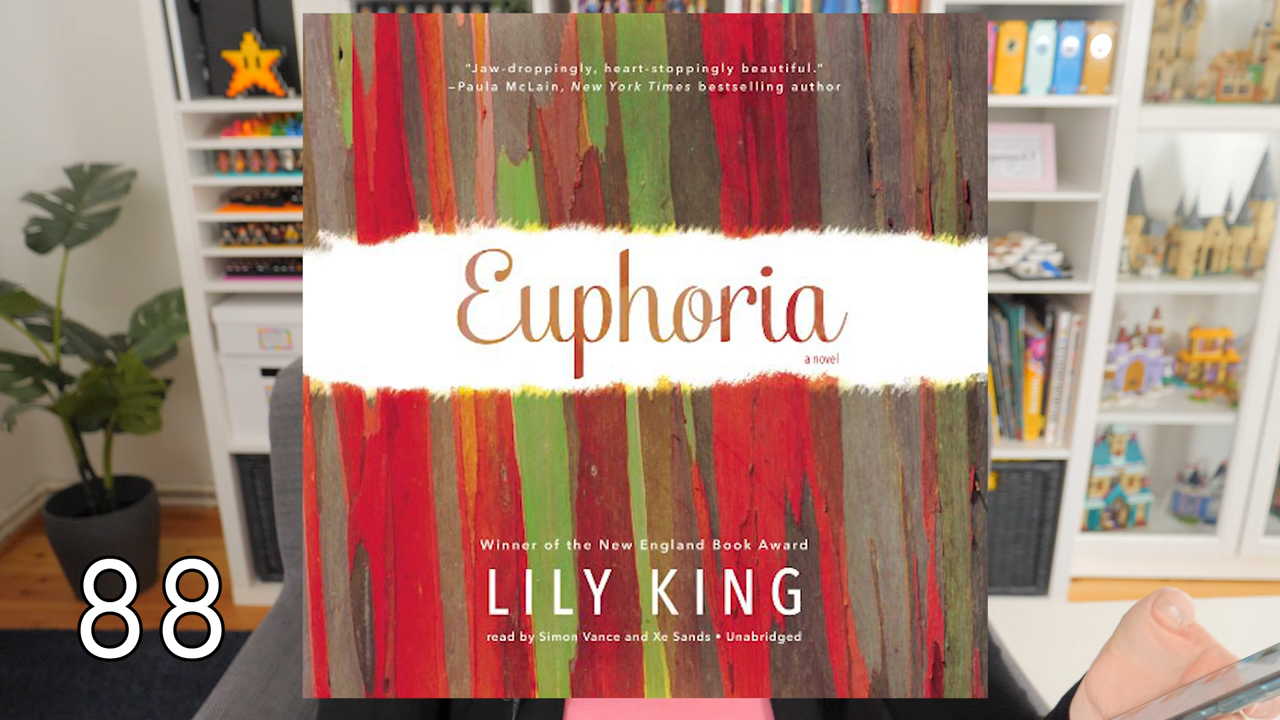 "Jaw-droppingly, heart-stoppingly beautiful."
–Paula McLain, New York Times bestselling author
Euphoria
a novel
Winner of the New England Book Award
LILY KING
read by Simon Vance and Xe Sands • Unabridged
88